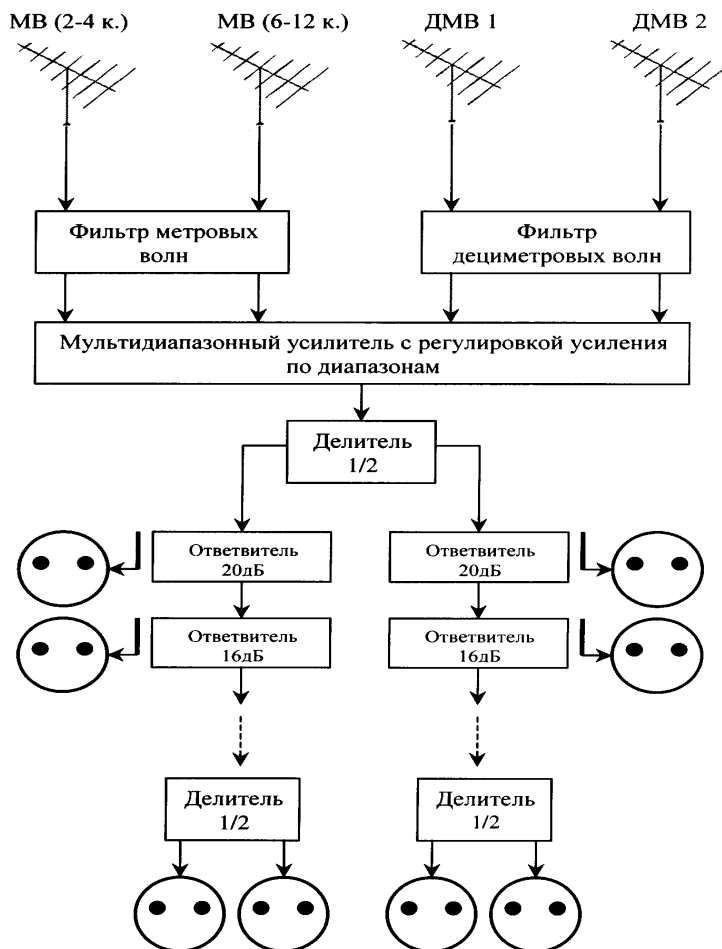 МВ (2-4 к.) МВ (6-12 к.) ДМВ 1 ДМВ 2
Фильтр метровых
волн
Фильтр
дециметровых волн
Мультидиапазонный усилитель с регулировкой усиления
по диапазонам
Делитель
1/2
Ответвитель
20дБ
Ответвитель
20дБ
Ответвитель
16дБ
Ответвитель
16дБ
Делитель
1/2
Делитель
1/2